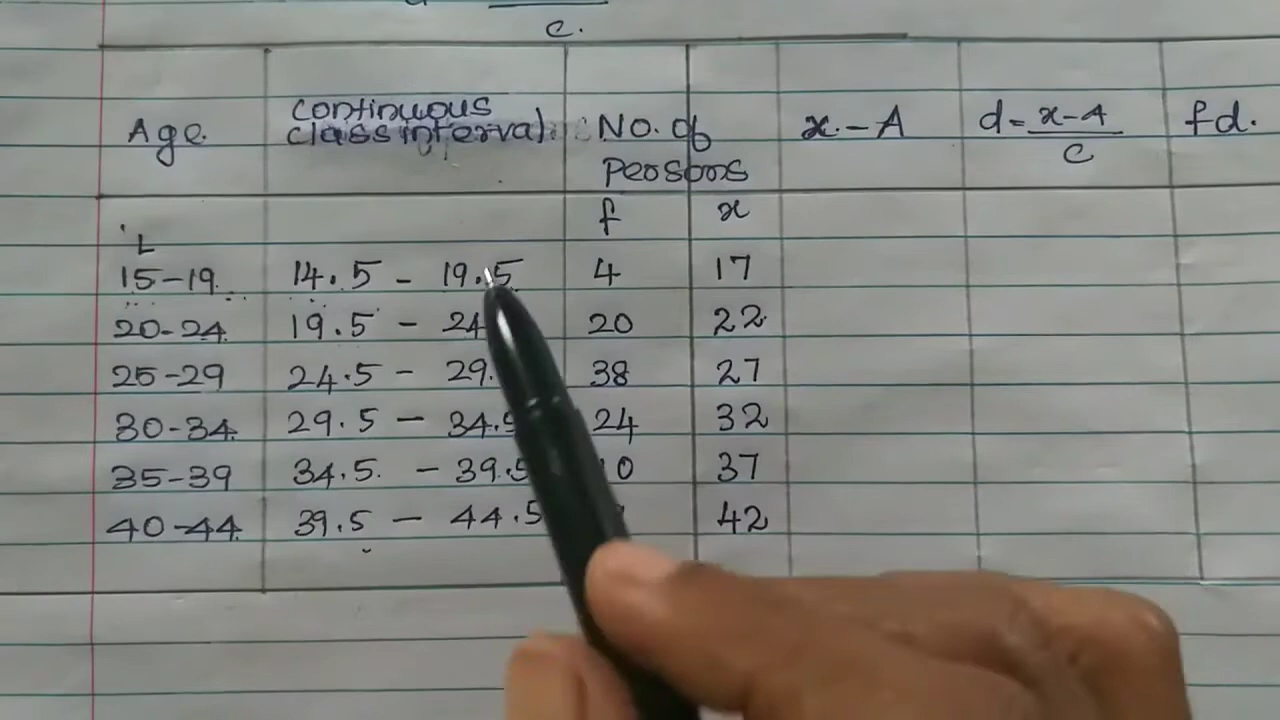 c.
Age. Continuous class interval. No. of Persons x-A d=x-A/c fd.
f x
L
15-19. 14.5 - 19.5 4 17
20-24 19.5 - 24 20 22
25-29 24.5 - 29. 38 27
30-34. 29.5 - 34. 24 32
35-39 34.5. - 39.5 0 37
40-44. 39.5 - 44.5 42